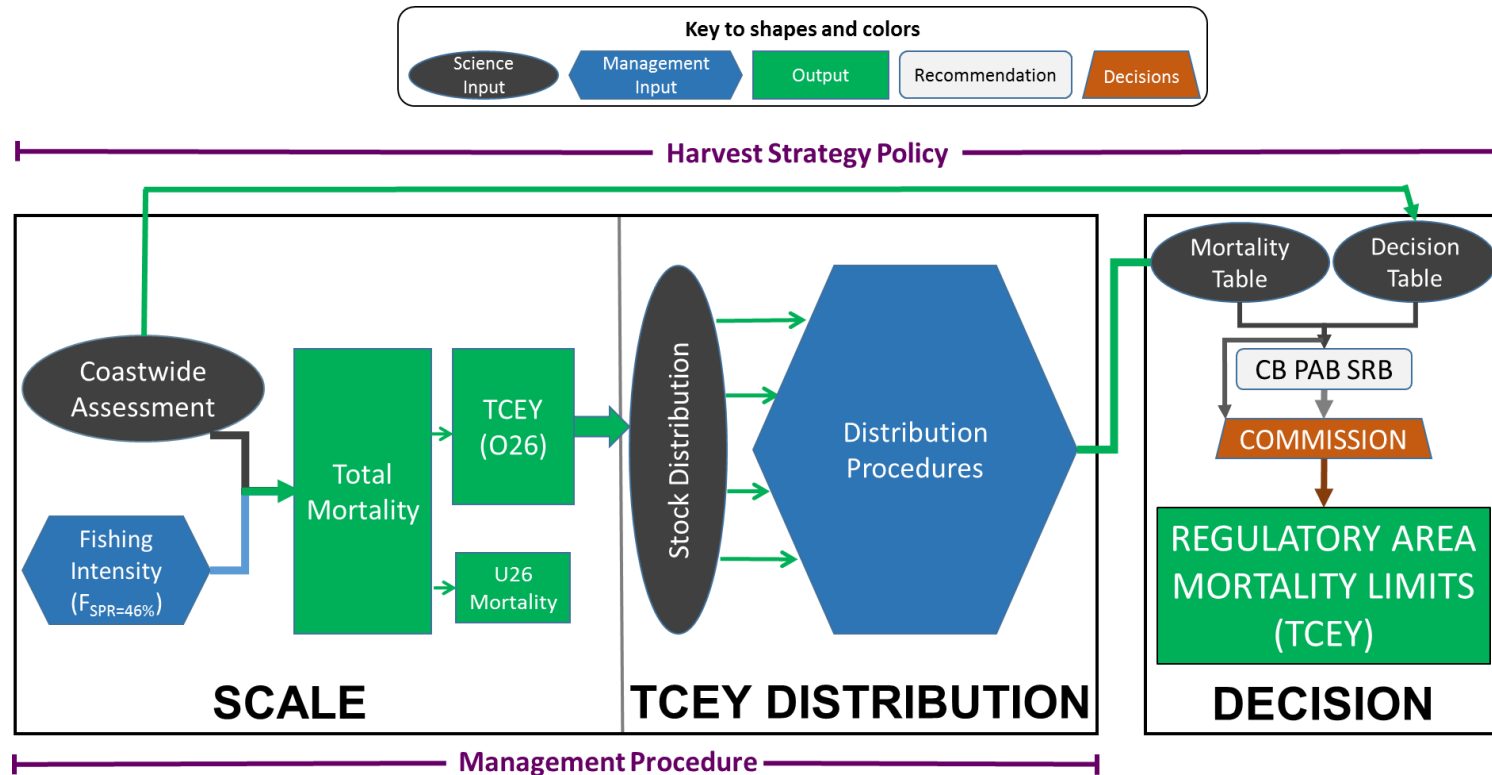 Key to shapes and colors
Science
Input
Management
Input
Output
Recommendation
Decisions
Harvest Strategy Policy
Coastwide
Assessment
Fishing
Intensity
(F_SPR=46%)
Total
Mortality
TCEY
(O26)
U26
Mortality
SCALE
Stock Distribution
Distribution
Procedures
TCEY DISTRIBUTION
Mortality
Table
Decision
Table
CB PAB SRB
COMMISSION
REGULATORY AREA
MORTALITY LIMITS
(TCEY)
DECISION
Management Procedure